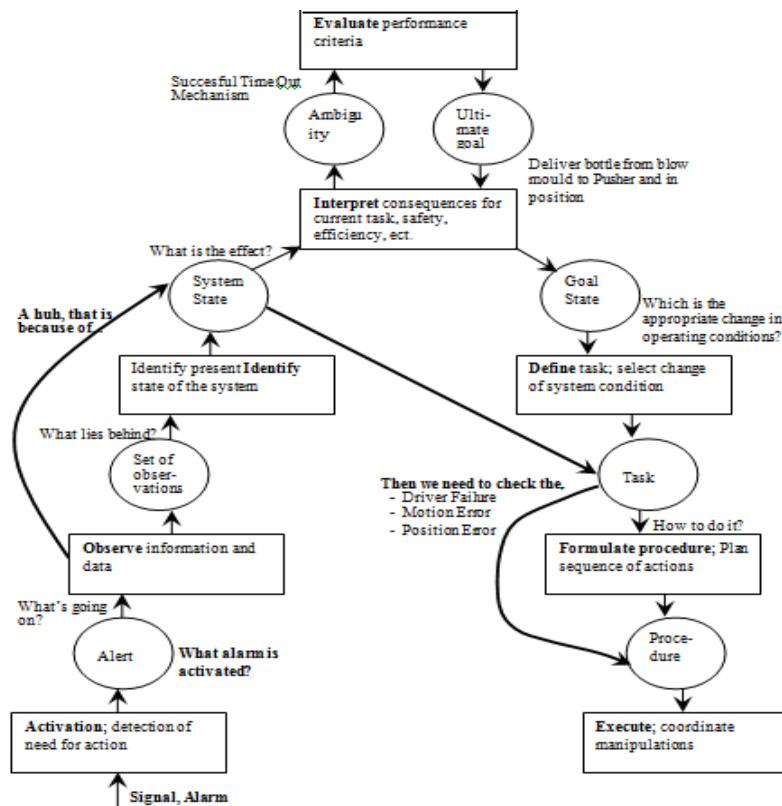 Evaluate performance
criteria
Succesful Time Out
Mechanism
Ambigu
ity
Ulti-
mate goal
Deliver bottle from blow
mould to Pusher and in
position
Interpret consequences for
current task, safety,
efficiency, ect.
What is the effect?
System
State
Goal
State
A huh, that is
because of..
Which is the
appropriate change in
operating conditions?
Identify present Identify
state of the system
Define task; select change
of system condition
What lies behind?
Set of
obser-
vations
Then we need to check the,
- Driver Failure
- Motion Error
- Position Error
Task
How to do it?
Observe information and
data
Formulate procedure; Plan
sequence of actions
What's going
on?
Alert
What alarm is
activated?
Proce-
dure
Activation; detection of
need for action
Execute; coordinate
manipulations
Signal, Alarm